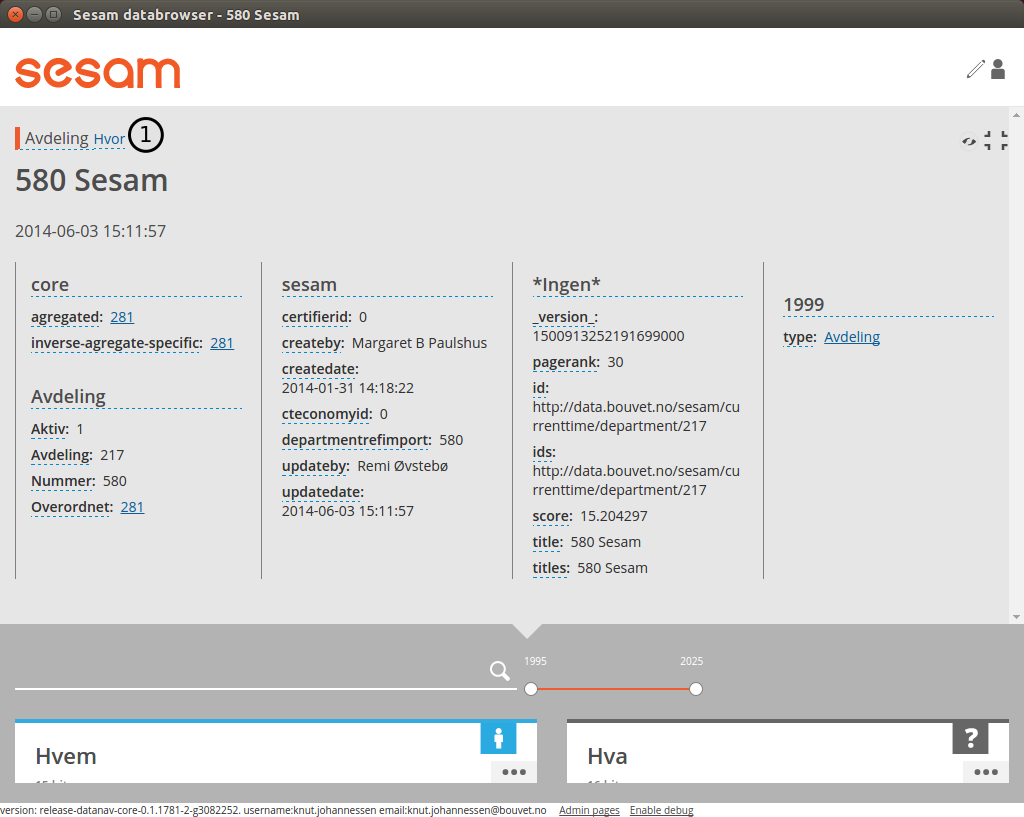 Sesam databrowser - 580 Sesam
sesam
Avdeling Hvor 1
580 Sesam
2014-06-03 15:11:57
core
agregated: 281
inverse-agregate-specific: 281
Avdeling
Aktiv: 1
Avdeling: 217
Nummer: 580
Overordnet: 281
sesam
certifierid: 0
createby: Margaret B Paulshus
createdate:
2014-01-31 14:18:22
cteconomyid: 0
departmentrefimport: 580
updateby: Remi Øvstebø
updatedate:
2014-06-03 15:11:57
*Ingen*
_version_:
1500913252191699000
pagerank: 30
id:
http://data.bouvet.no/sesam/cu
rrenttime/department/217
ids:
http://data.bouvet.no/sesam/cu
rrenttime/department/217
score: 15.204297
title: 580 Sesam
titles: 580 Sesam
1999
type: Avdeling
1995 2025
Hvem
Hva
?
version: release-datanav-core-0.1.1781-2-g3082252. username:knut.johannessen email:knut.johannessen@bouvet.no Admin pages Enable debug